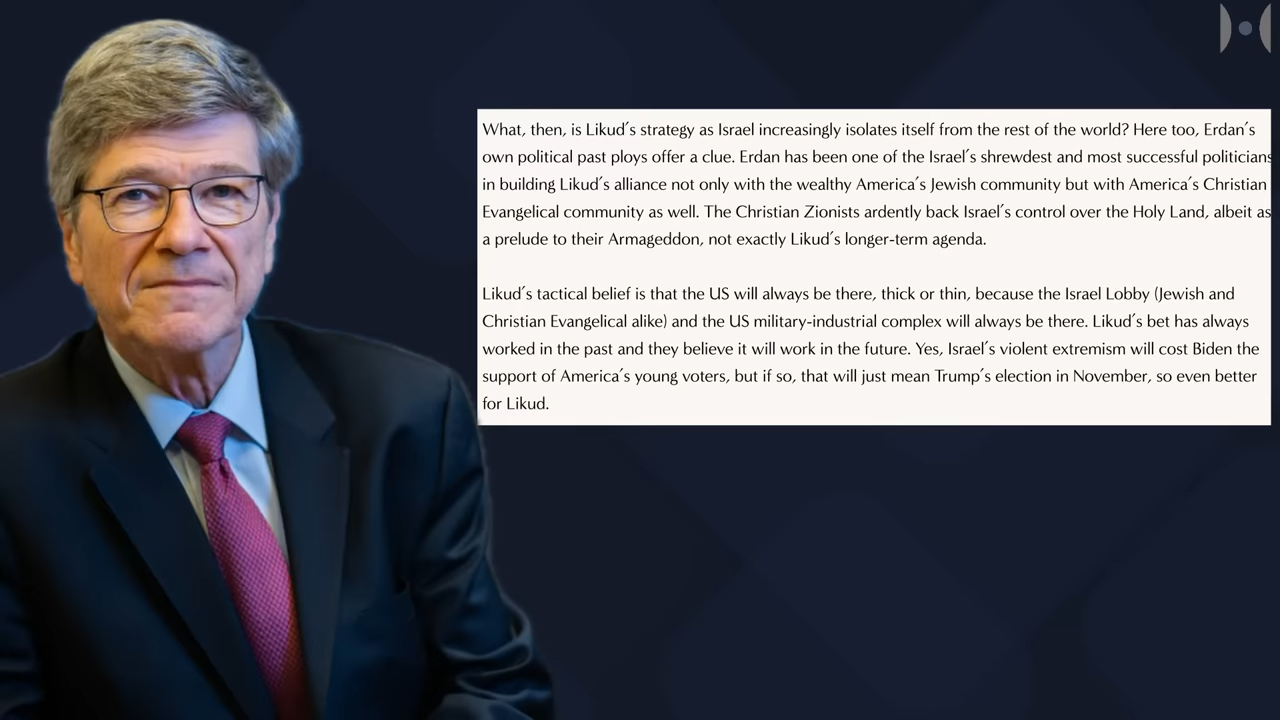 What, then, is Likud´s strategy as Israel increasingly isolates itself from the rest of the world? Here too, Erdan´s
own political past ploys offer a clue. Erdan has been one of the Israel´s shrewdest and most successful politicians
in building Likud´s alliance not only with the wealthy America´s Jewish community but with America´s Christian
Evangelical community as well. The Christian Zionists ardently back Israel´s control over the Holy Land, albeit as
a prelude to their Armageddon, not exactly Likud´s longer-term agenda.
Likud´s tactical belief is that the US will always be there, thick or thin, because the Israel Lobby (Jewish and
Christian Evangelical alike) and the US military-industrial complex will always be there. Likud´s bet has always
worked in the past and they believe it will work in the future. Yes, Israel´s violent extremism will cost Biden the
support of America´s young voters, but if so, that will just mean Trump´s election in November, so even better
for Likud.